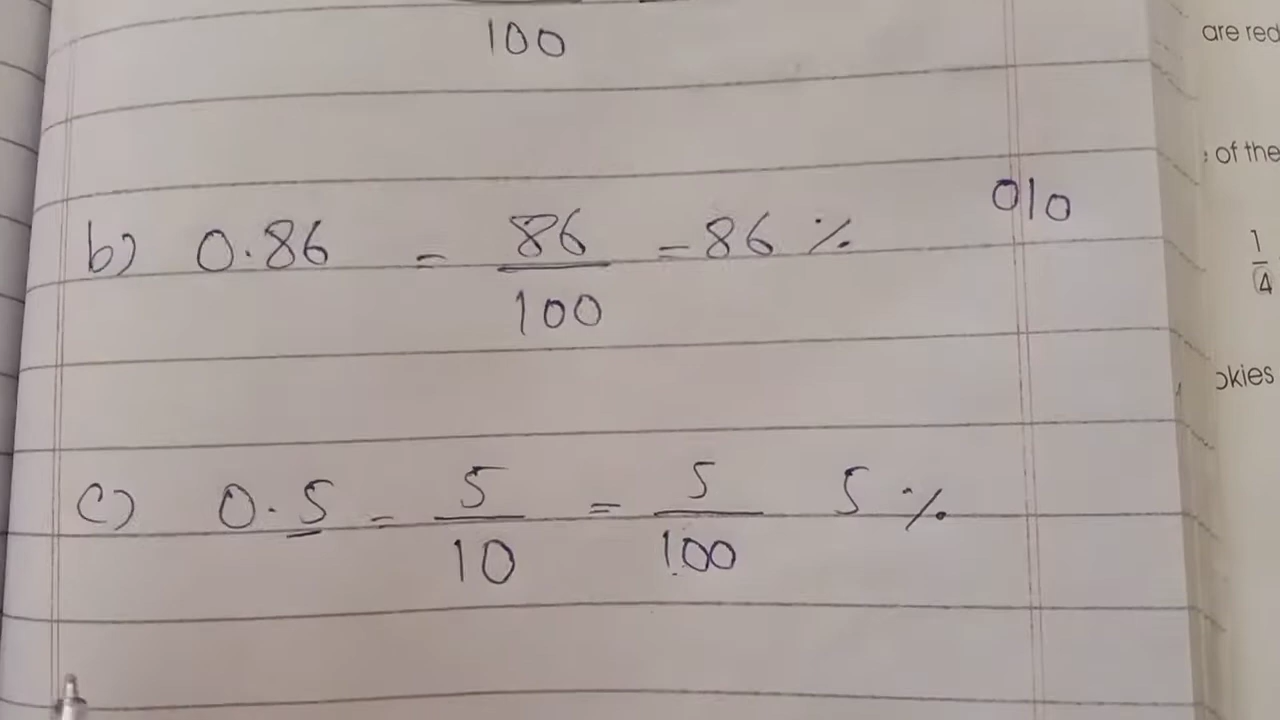 100
are red
of the
b) 0.86 = 86/100 = 86 %
0/0
1/4
okies
c) 0.5 = 5/10 = 5/100 5 %